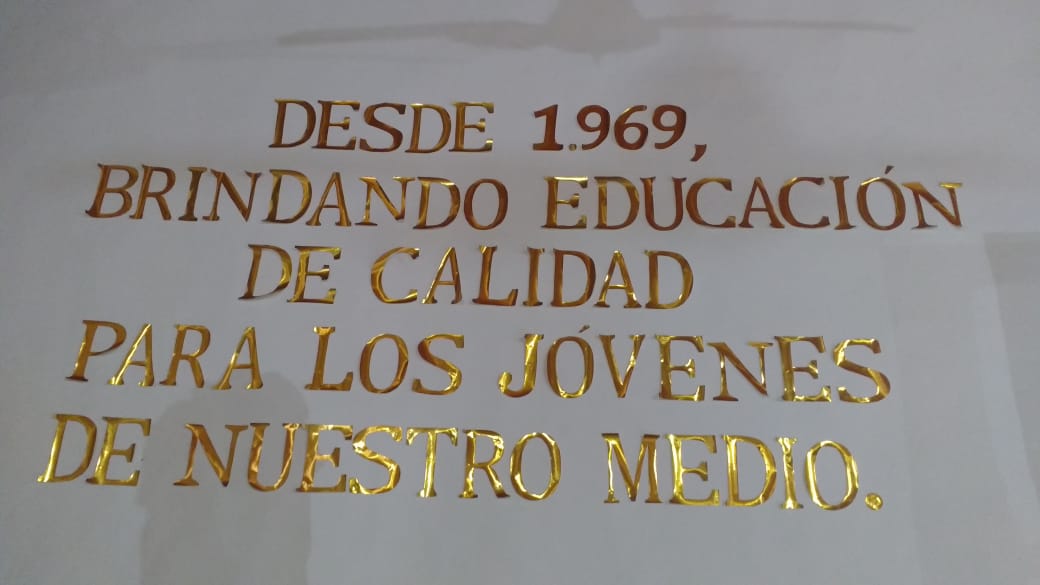 DESDE 1.969,
BRINDANDO EDUCACIÓN
DE CALIDAD
PARA LOS JÓVENES
DE NUESTRO MEDIO.